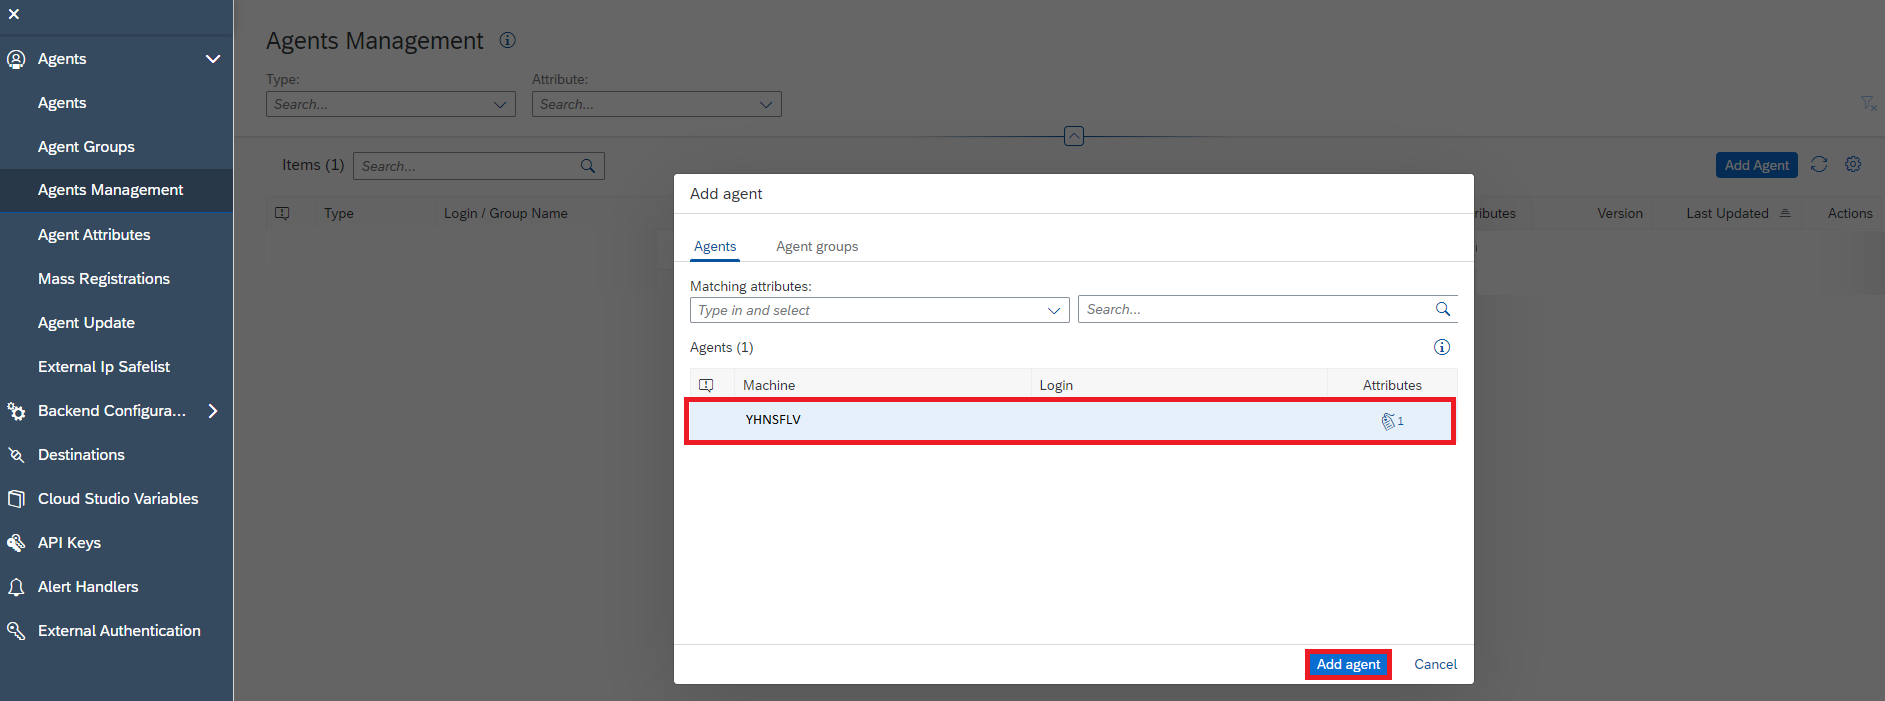 Agents
Agents
Agent Groups
Agents Management
Agent Attributes
Mass Registrations
Agent Update
External Ip Safelist
Backend Configura...
Destinations
Cloud Studio Variables
API Keys
Alert Handlers
External Authentication
Agents Management
Type: Attribute:
Search... Search...
Items (1) Search... Add Agent
Type Login / Group Name ributes Version Last Updated Actions
Add agent
Agents Agent groups
Matching attributes:
Type in and select Search...
Agents (1)
Machine Login Attributes
YHNSFLV 1
Add agent Cancel